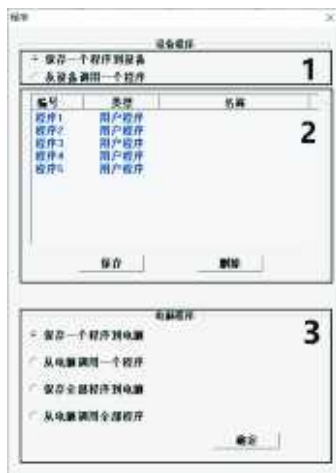 程序
设备程序
保存一个程序到设备
从设备调用一个程序
1
编号 类型 名称
程序1 用户程序
程序2 用户程序
程序3 用户程序
程序4 用户程序
程序5 用户程序
2
保存 删除
电脑程序
3
保存一个程序到电脑
从电脑调用一个程序
保存全部程序到电脑
从电脑调用全部程序
确定